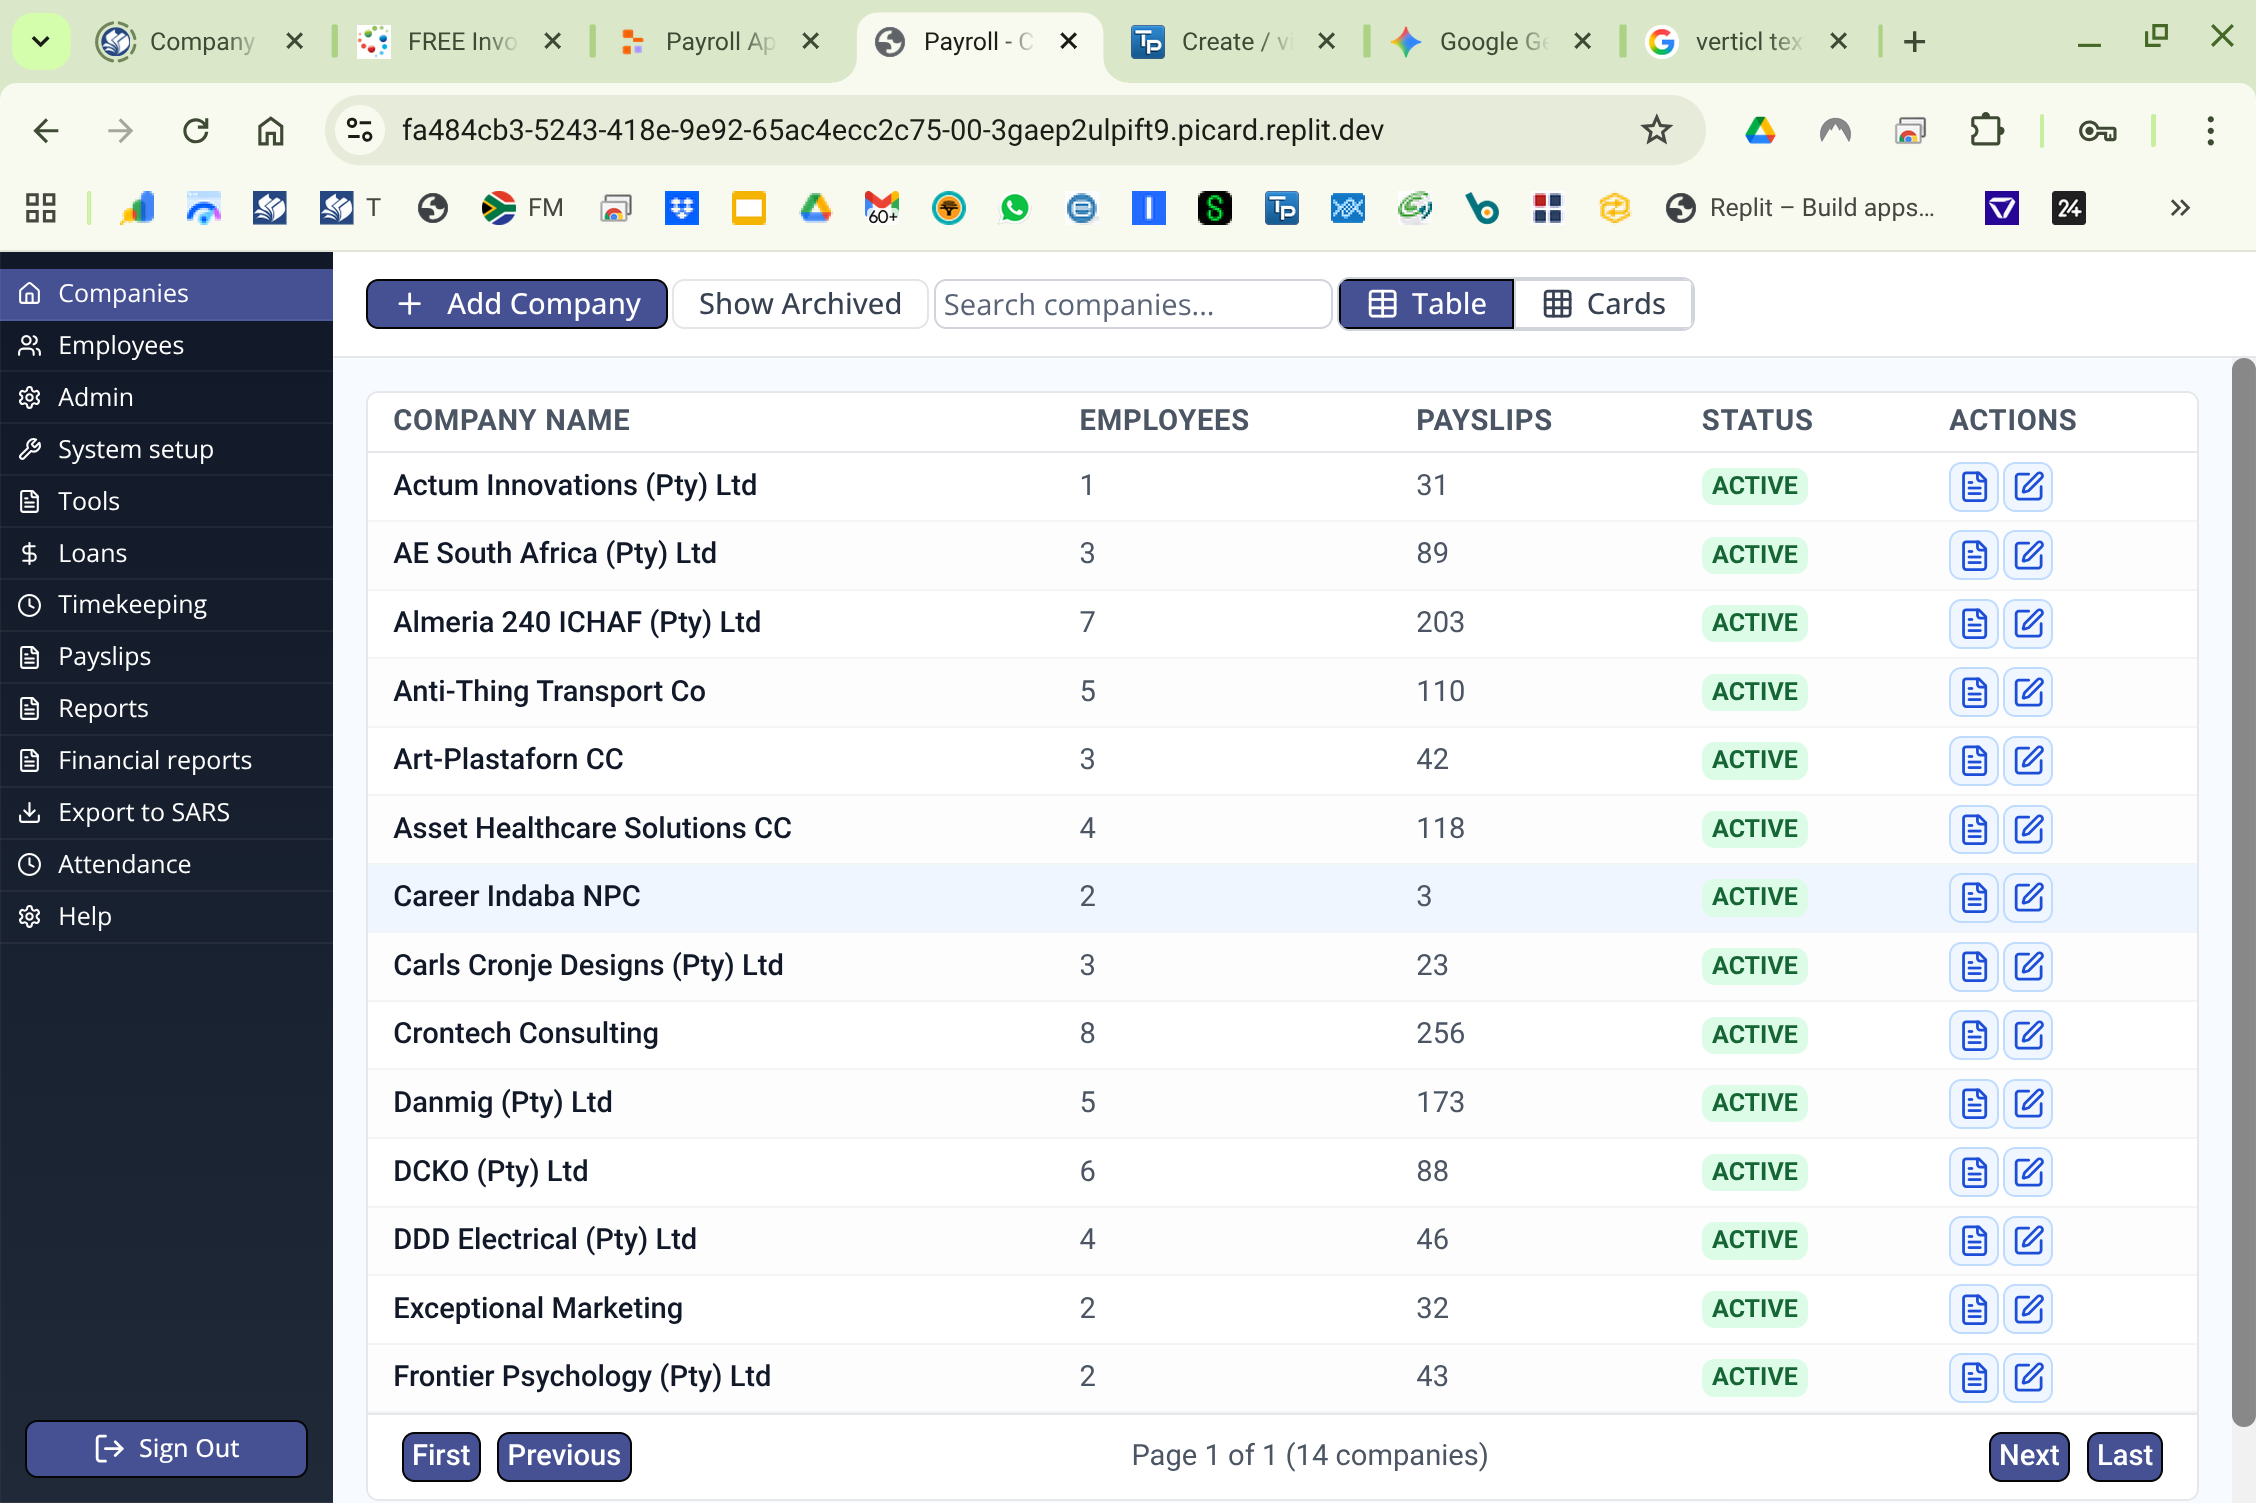 Company
FREE Invo
Payroll Ap
Payroll - C
Create / vi
Google Ge
verticl tex
fa484cb3-5243-418e-9e92-65ac4ecc2c75-00-3gaep2ulpift9.picard.replit.dev
T
FM
60+
TP
Replit – Build apps...
24
Companies
Employees
Admin
System setup
Tools
Loans
Timekeeping
Payslips
Reports
Financial reports
Export to SARS
Attendance
Help
Sign Out
Add Company
Show Archived
Search companies...
Table
Cards
COMPANY NAME EMPLOYEES PAYSLIPS STATUS ACTIONS
Actum Innovations (Pty) Ltd 1 31 ACTIVE
AE South Africa (Pty) Ltd 3 89 ACTIVE
Almeria 240 ICHAF (Pty) Ltd 7 203 ACTIVE
Anti-Thing Transport Co 5 110 ACTIVE
Art-Plastaforn CC 3 42 ACTIVE
Asset Healthcare Solutions CC 4 118 ACTIVE
Career Indaba NPC 2 3 ACTIVE
Carls Cronje Designs (Pty) Ltd 3 23 ACTIVE
Crontech Consulting 8 256 ACTIVE
Danmig (Pty) Ltd 5 173 ACTIVE
DCKO (Pty) Ltd 6 88 ACTIVE
DDD Electrical (Pty) Ltd 4 46 ACTIVE
Exceptional Marketing 2 32 ACTIVE
Frontier Psychology (Pty) Ltd 2 43 ACTIVE
First Previous Page 1 of 1 (14 companies) Next Last